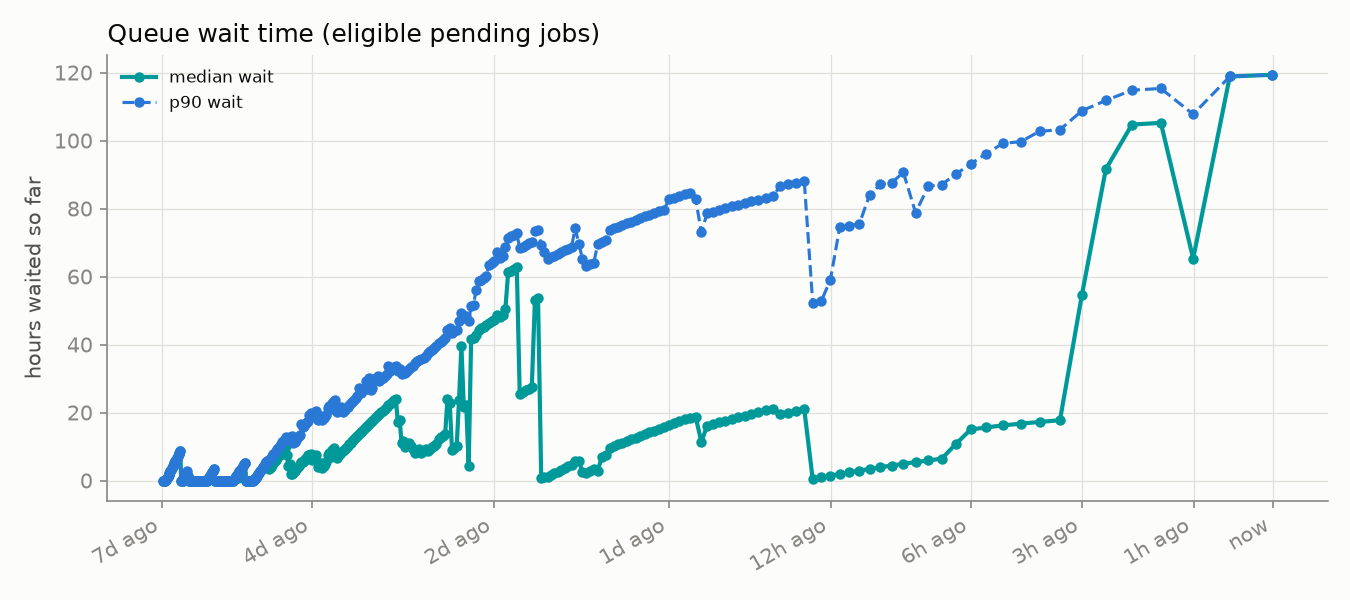 Queue wait time (eligible pending jobs)
median wait
p90 wait
hours waited so far
120
100
80
60
40
20
0
7d ago
4d ago
2d ago
1d ago
12h ago
6h ago
3h ago
1h ago
now